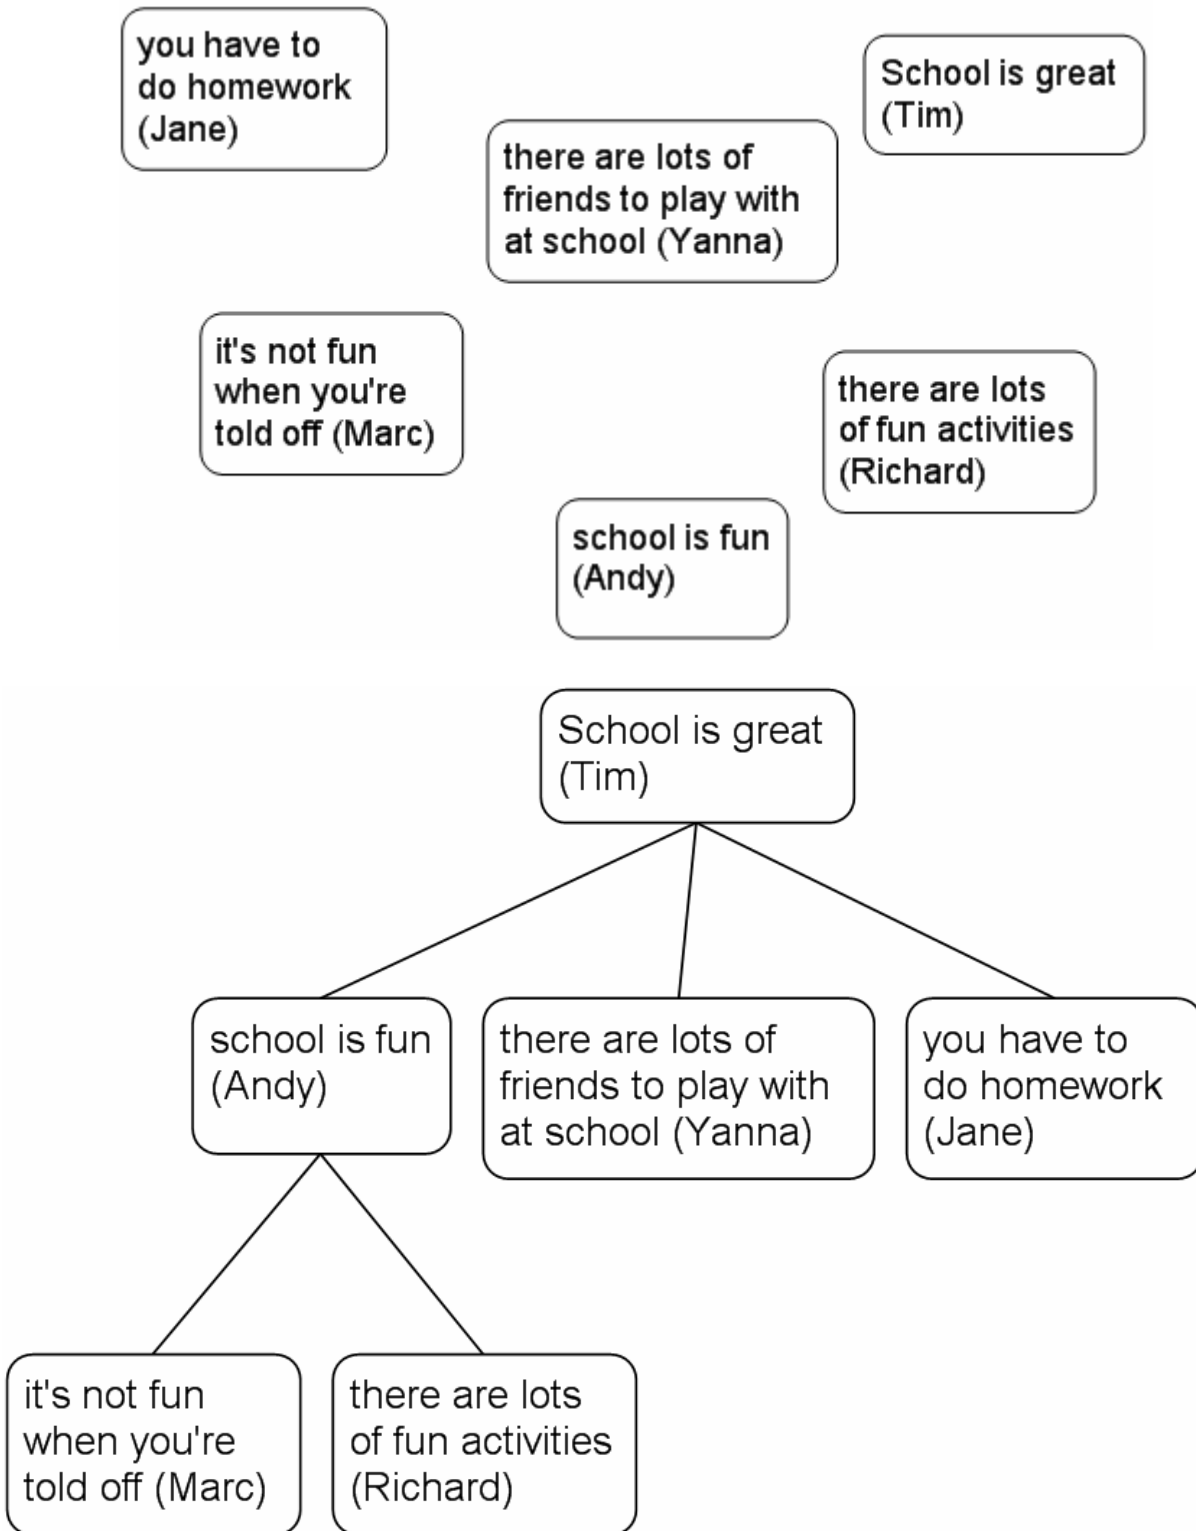 you have to
do homework
(Jane)
School is great
(Tim)
there are lots of
friends to play with
at school (Yanna)
it's not fun
when you're
told off (Marc)
there are lots
of fun activities
(Richard)
school is fun
(Andy)
School is great
(Tim)
school is fun
(Andy)
there are lots of
friends to play with
at school (Yanna)
you have to
do homework
(Jane)
it's not fun
when you're
told off (Marc)
there are lots
of fun activities
(Richard)